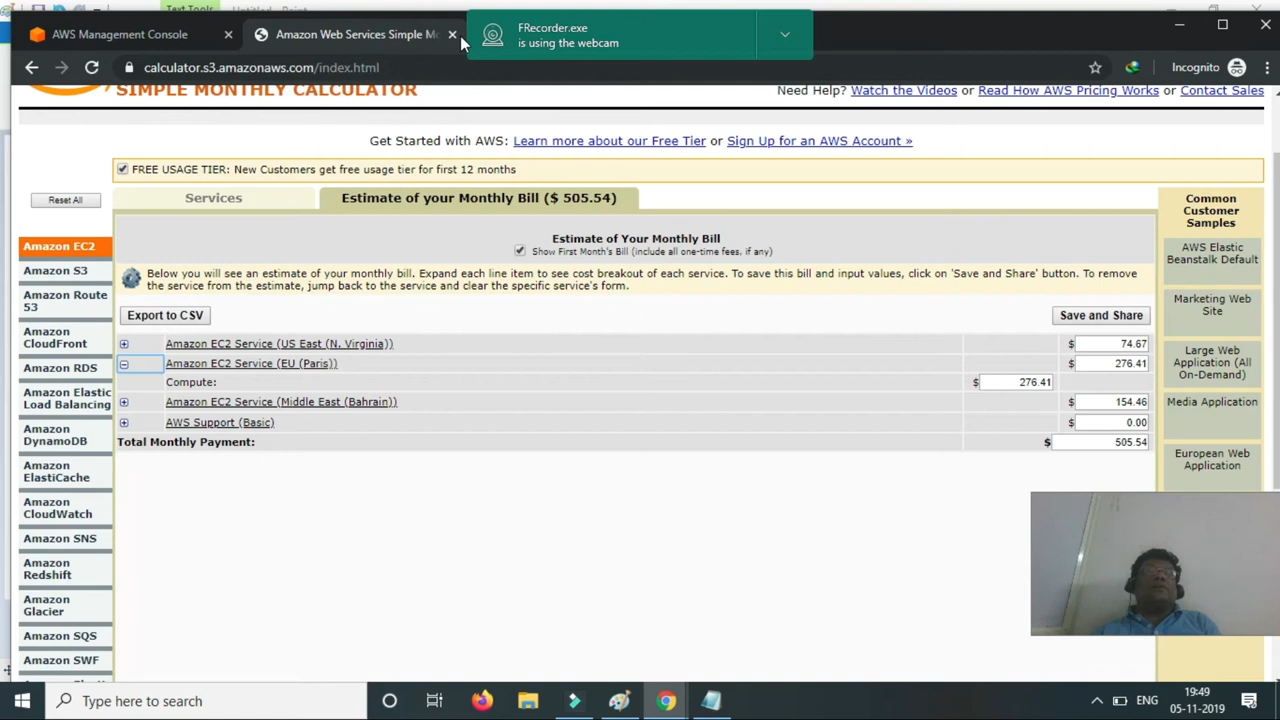 Text Tools
Untitled - Paint
AWS Management Console
Amazon Web Services Simple Mo
FRecorder.exe
is using the webcam
calculator.s3.amazonaws.com/index.html
Incognito
SIMPLE MONTHLY CALCULATOR
Need Help? Watch the Videos or Read How AWS Pricing Works or Contact Sales
Get Started with AWS: Learn more about our Free Tier or Sign Up for an AWS Account »
FREE USAGE TIER: New Customers get free usage tier for first 12 months
Reset All
Services
Estimate of your Monthly Bill ($ 505.54)
Common
Customer
Samples
Estimate of Your Monthly Bill
Show First Month's Bill (include all one-time fees, if any)
Below you will see an estimate of your monthly bill. Expand each line item to see cost breakout of each service. To save this bill and input values, click on 'Save and Share' button. To remove
the service from the estimate, jump back to the service and clear the specific service's form.
Export to CSV
Save and Share
Amazon EC2 Service (US East (N. Virginia))
$ 74.67
Amazon EC2 Service (EU (Paris))
$ 276.41
Compute:
$ 276.41
Amazon EC2 Service (Middle East (Bahrain))
$ 154.46
AWS Support (Basic)
$ 0.00
Total Monthly Payment:
$ 505.54
Amazon EC2
Amazon S3
Amazon Route
53
Amazon
CloudFront
Amazon RDS
Amazon Elastic
Load Balancing
Amazon
DynamoDB
Amazon
ElastiCache
Amazon
CloudWatch
Amazon SNS
Amazon
Redshift
Amazon
Glacier
Amazon SQS
Amazon SWF
AWS Elastic
Beanstalk Default
Marketing Web
Site
Large Web
Application (All
On-Demand)
Media Application
European Web
Application
Type here to search
ENG
19:49
05-11-2019